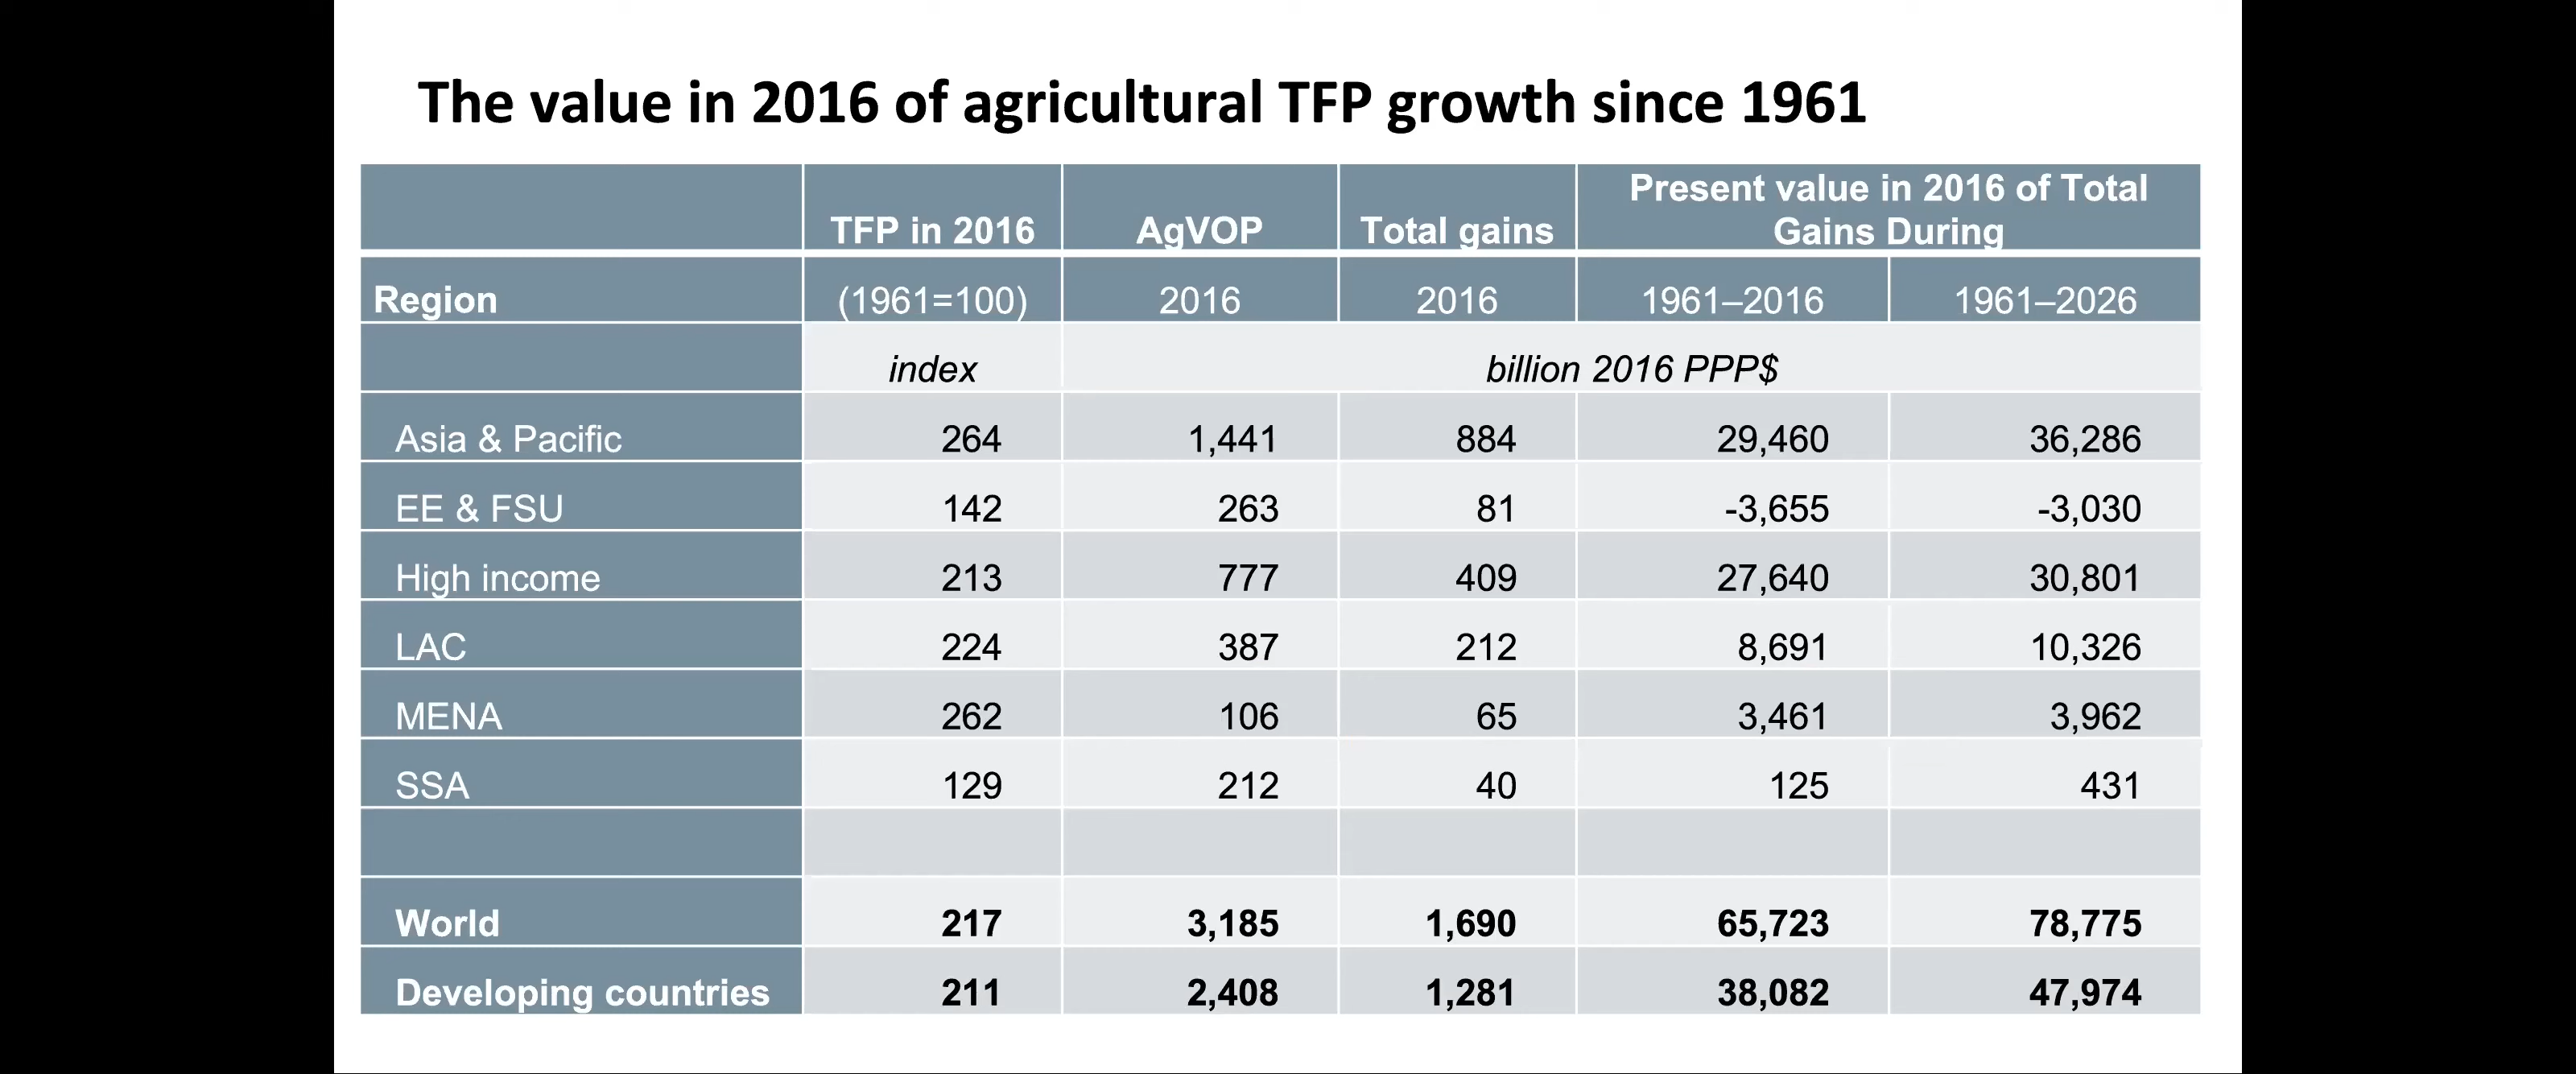 The value in 2016 of agricultural TFP growth since 1961
TFP in 2016 AgVOP Total gains Present value in 2016 of Total Gains During
Region (1961=100) 2016 2016 1961–2016 1961–2026
index billion 2016 PPP$
Asia & Pacific 264 1,441 884 29,460 36,286
EE & FSU 142 263 81 -3,655 -3,030
High income 213 777 409 27,640 30,801
LAC 224 387 212 8,691 10,326
MENA 262 106 65 3,461 3,962
SSA 129 212 40 125 431
World 217 3,185 1,690 65,723 78,775
Developing countries 211 2,408 1,281 38,082 47,974